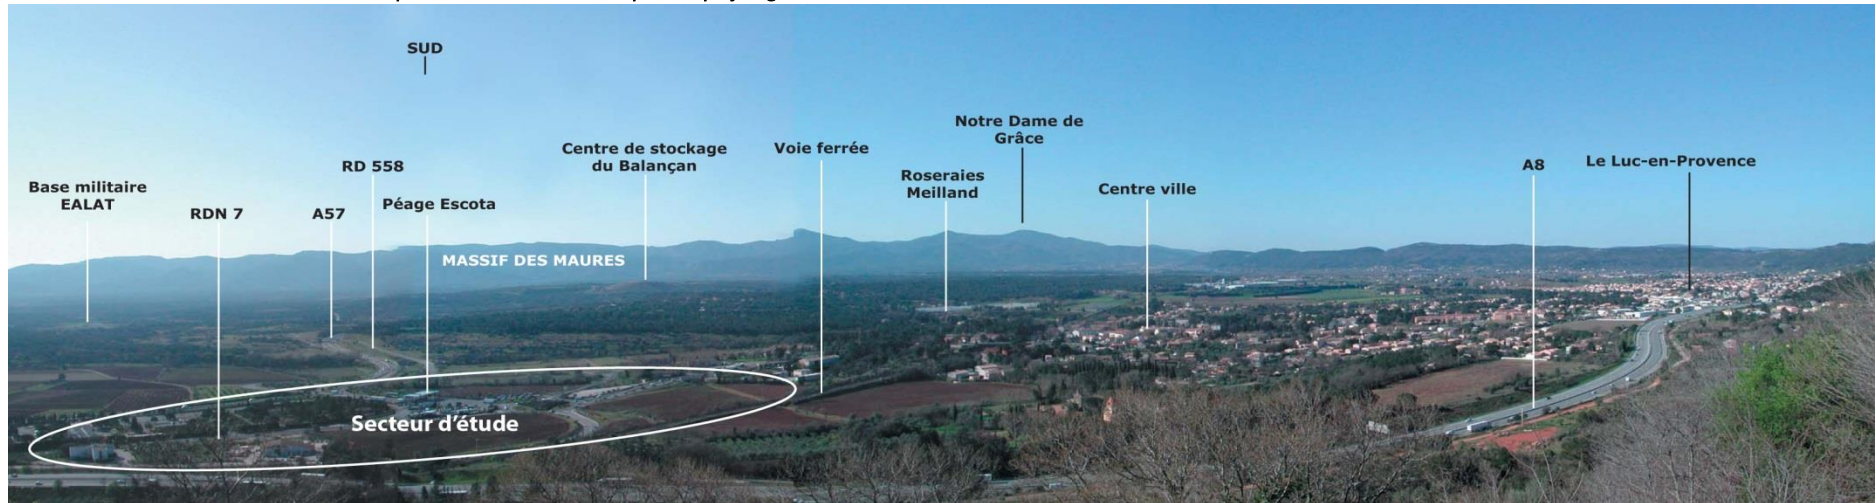 SUD
Notre Dame de
Grâce
Centre de stockage
du Balançan
Voie ferrée
RD 558
A8
Le Luc-en-Provence
Roseraies
Meilland
Base militaire
EALAT
Centre ville
Péage Escota
RDN 7
A57
MASSIF DES MAURES
Secteur d'étude